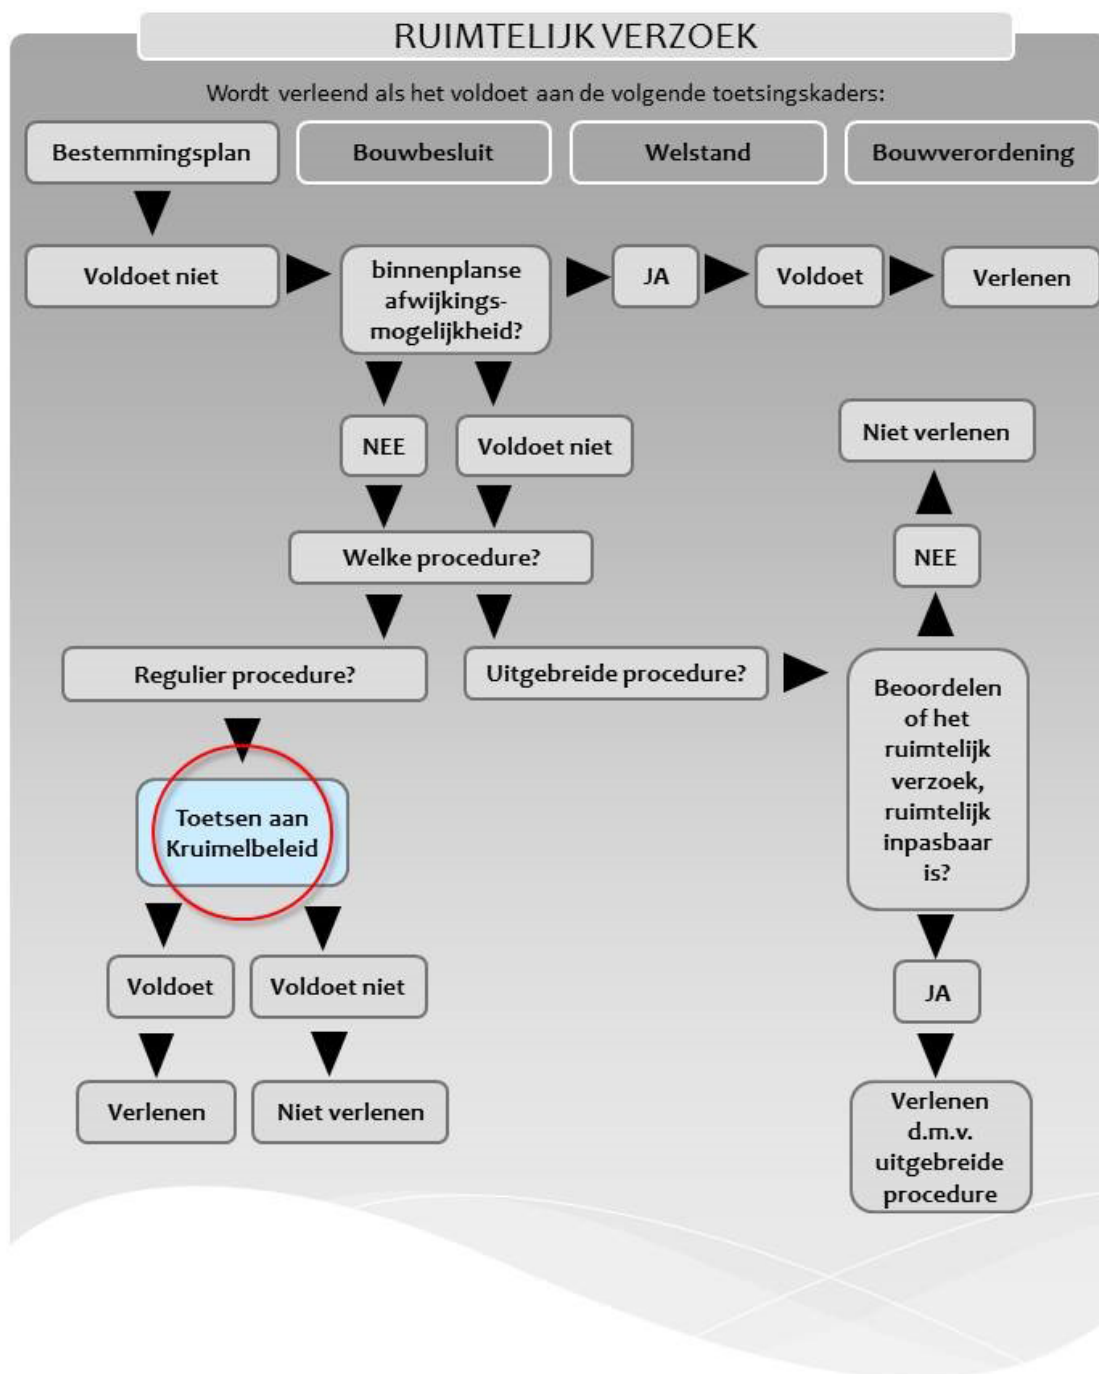 RUIMTELIJK VERZOEK
Wordt verleend als het voldoet aan de volgende toetsingskaders:
Bestemmingsplan
Bouwbesluit
Welstand
Bouwverordening
Voldoet niet
binnenplanse
afwijkings-
mogelijkheid?
JA
Voldoet
Verlenen
NEE
Voldoet niet
Niet verlenen
Welke procedure?
NEE
Regulier procedure?
Uitgebreide procedure?
Beoordelen
of het
ruimtelijk
verzoek,
ruimtelijk
inpasbaar
is?
Toetsen aan
Kruimelbeleid
Voldoet
Voldoet niet
JA
Verlenen
Niet verlenen
Verlenen
d.m.v.
uitgebreide
procedure